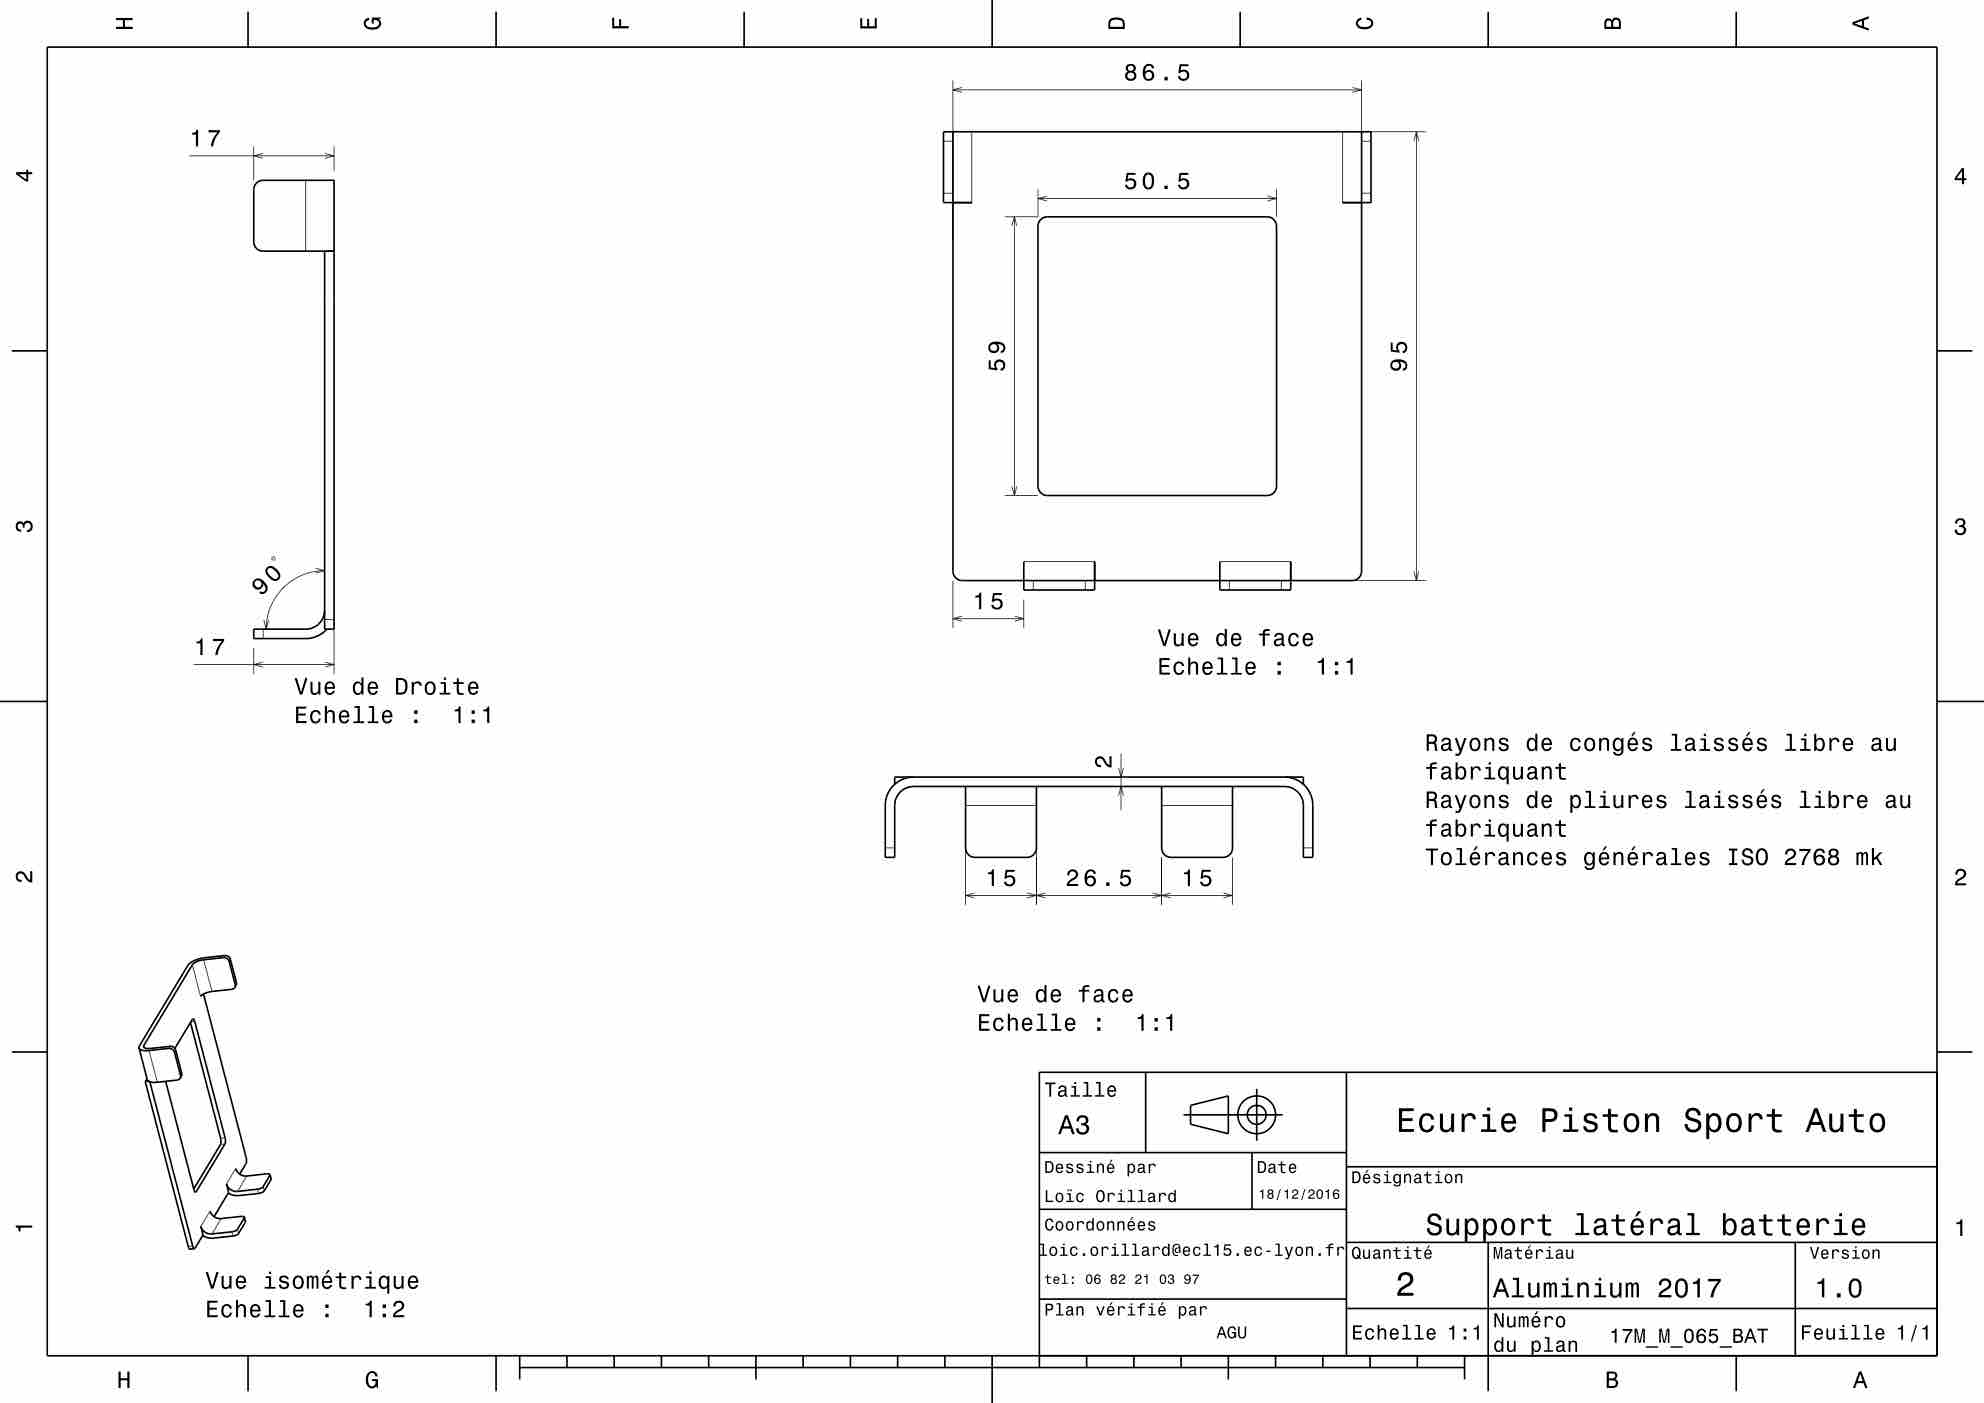 H G F E D C B A
4
4
3
3
2
2
1
1
86.5
50.5
59
95
15
Vue de face
Echelle : 1:1
17
90°
17
Vue de Droite
Echelle : 1:1
2
15 26.5 15
Vue de face
Echelle : 1:1
Rayons de congés laissés libre au
fabriquant
Rayons de pliures laissés libre au
fabriquant
Tolérances générales ISO 2768 mk
Vue isométrique
Echelle : 1:2
Taille
A3
Ecurie Piston Sport Auto
Dessiné par
Loïc Orillard
Date
18/12/2016
Désignation
Support latéral batterie
Coordonnées
loic.orillard@ecl15.ec-lyon.fr
tel: 06 82 21 03 97
Quantité
2
Matériau
Aluminium 2017
Version
1.0
Plan vérifié par
AGU
Echelle 1:1
Numéro
du plan
17M_M_065_BAT
Feuille 1/1
H G B A